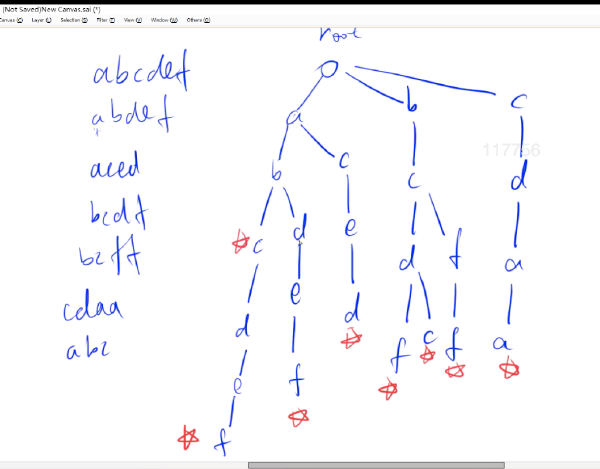 (Not Saved)New Canvas.sai (*)
Canvas (C) Layer (L) Selection (S) Filter (T) View (V) Window (W) Others (O)
root
abcdef
abdef
aced
bcdf
bcff
cdaa
abc
a b c
b c c d
c d e d f a
d e d f c f a
e f
f
117756